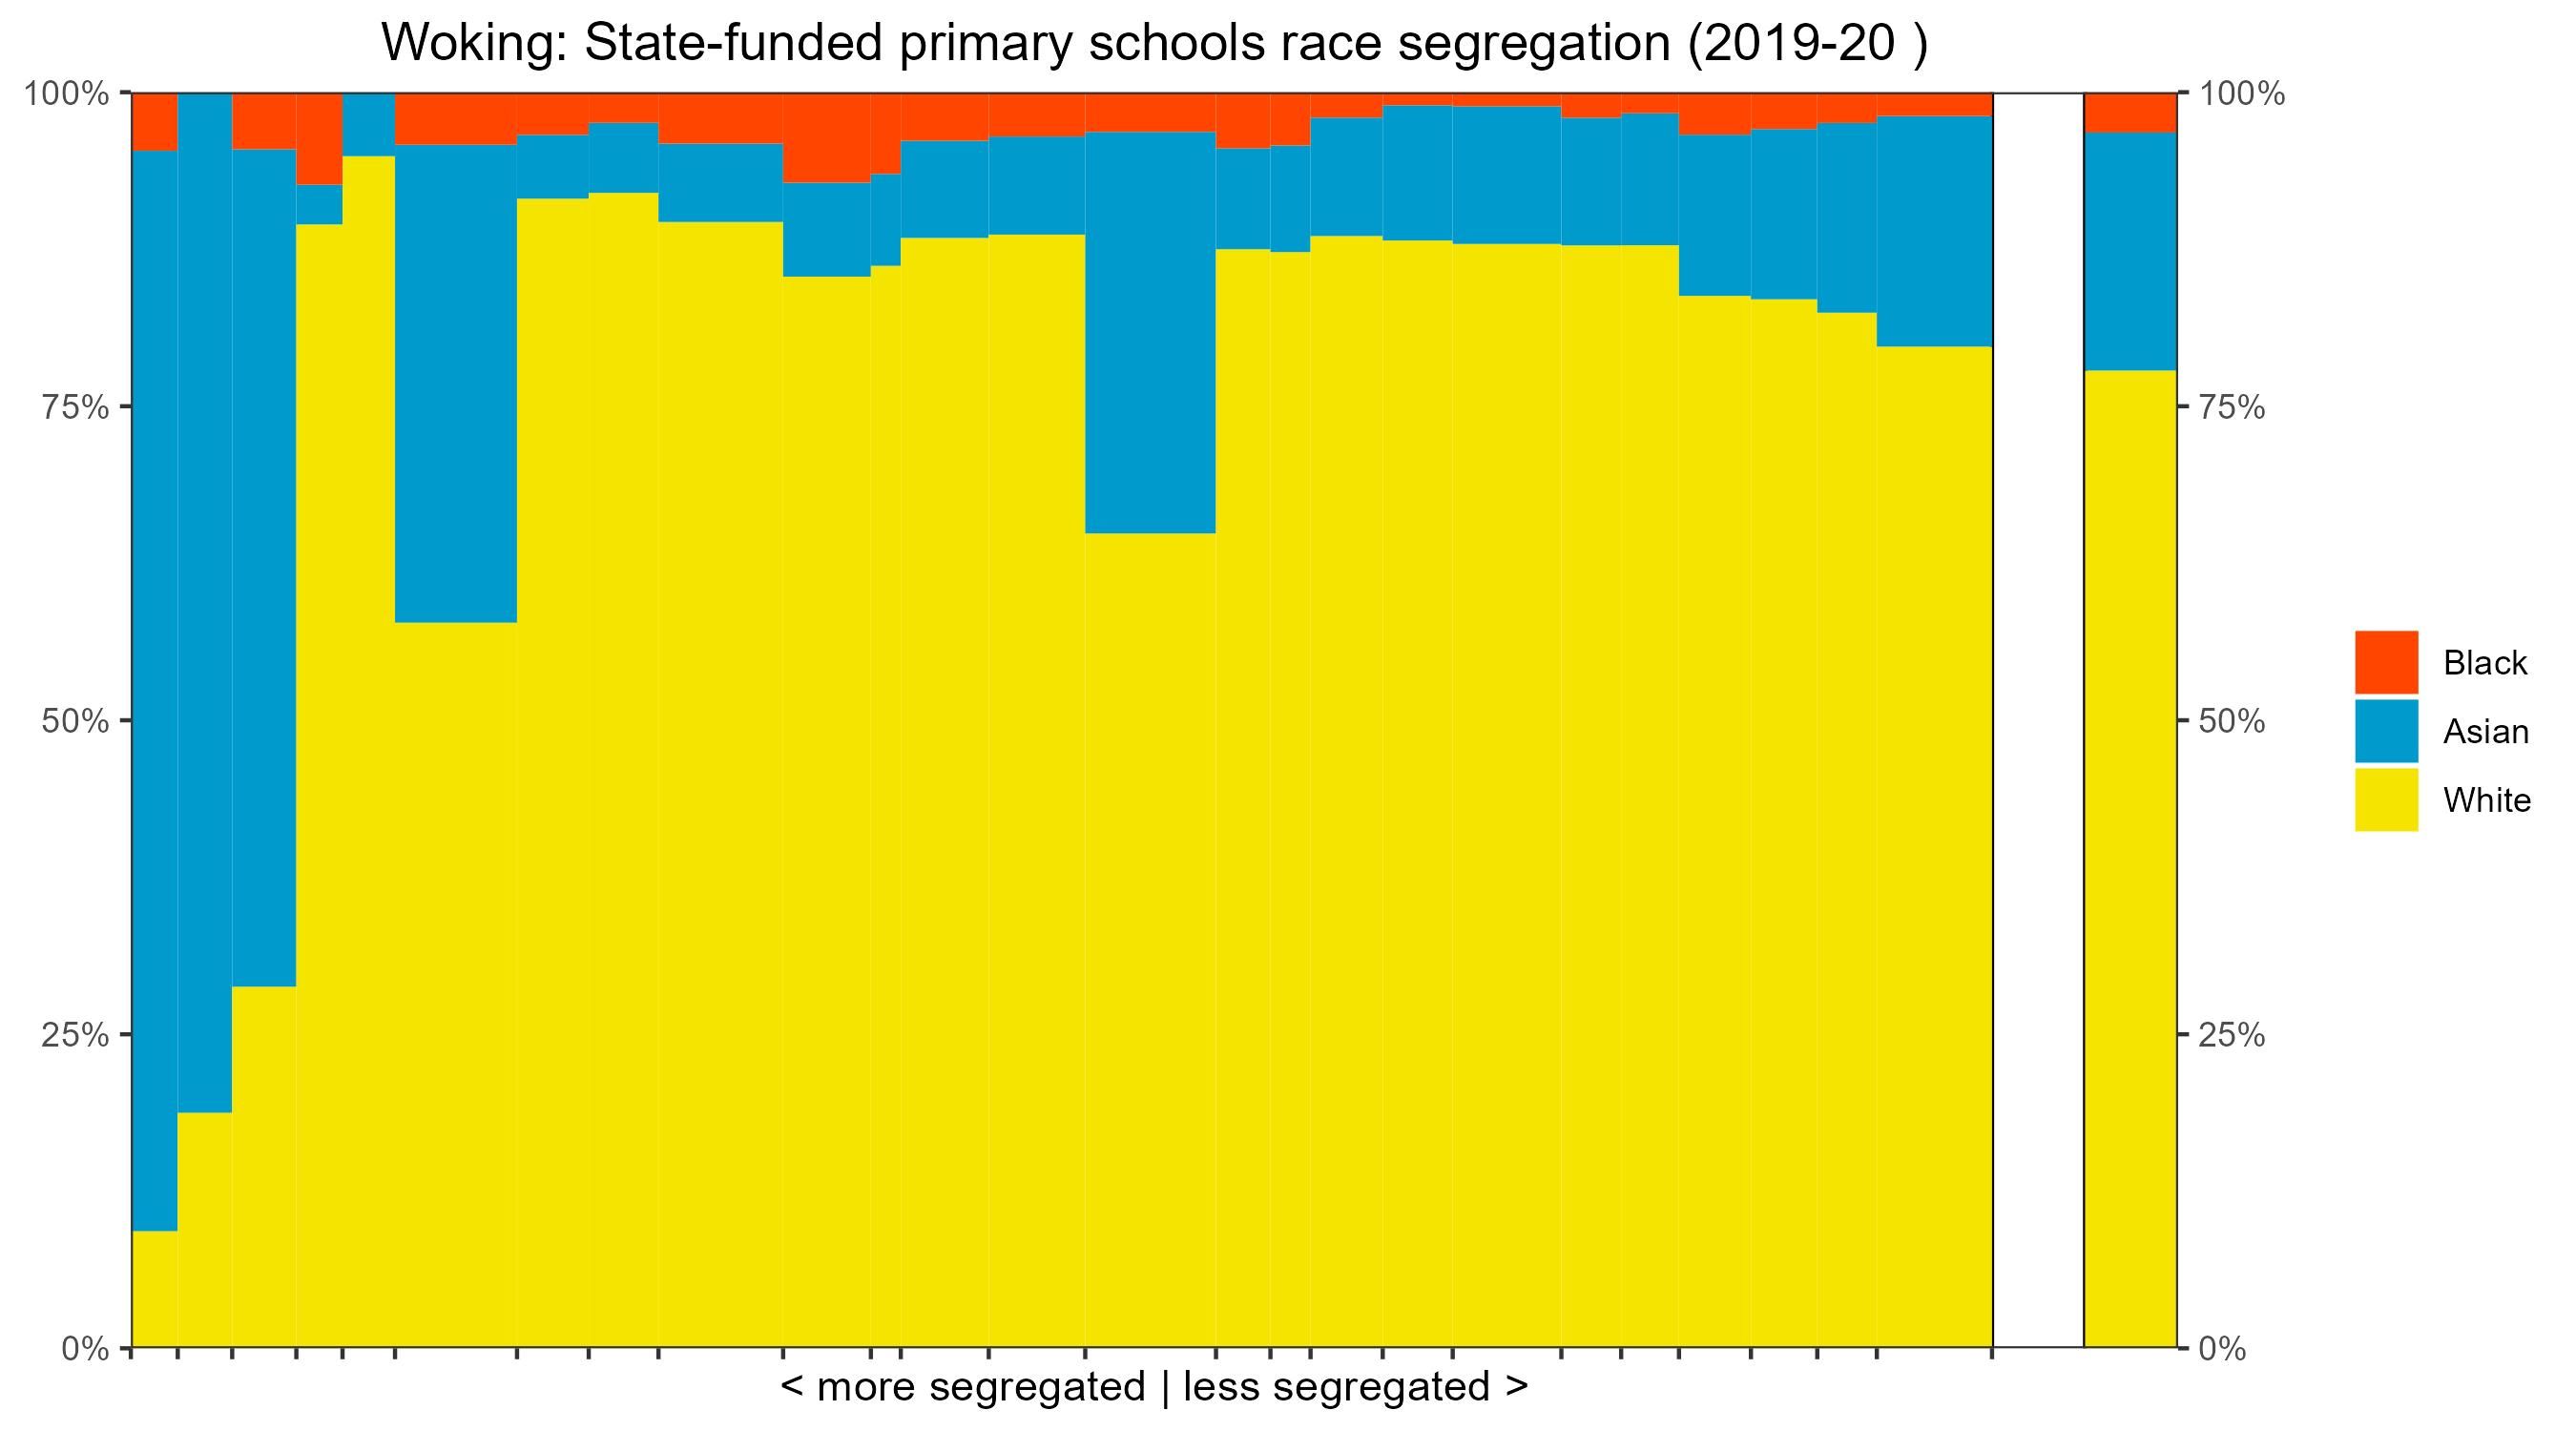 Woking: State-funded primary schools race segregation (2019-20 )
100%
75%
50%
25%
0%
100%
75%
50%
25%
0%
Black
Asian
White
< more segregated | less segregated >